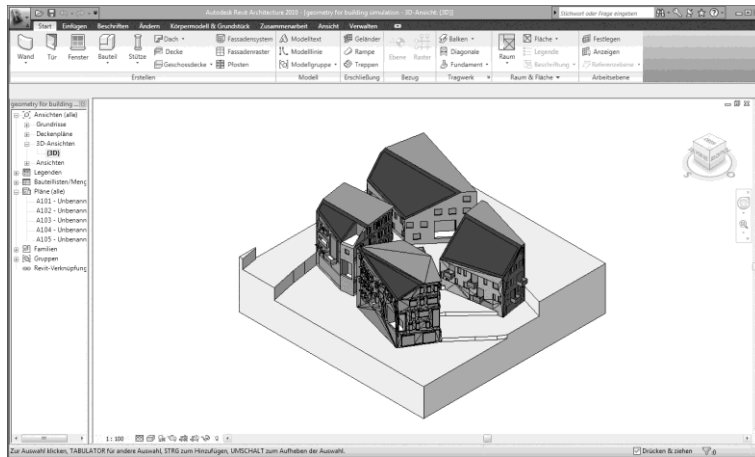 Autodesk Revit Architecture 2010 - [geometry for building simulation - 3D-Ansicht: {3D}]
Stichwort oder Frage eingeben
Start Einfügen Beschriften Ändern Körpermodell & Grundstück Zusammenarbeit Ansicht Verwalten
Wand Tür Fenster Bauteil Stütze
Dach Fassadensystem
Decke Fassadenraster
Geschossdecke Pfosten
Modelltext
Modelllinie
Modellgruppe
Geländer
Rampe
Treppen
Ebene Raster
Balken
Diagonale
Fundament
Raum
Fläche
Legende
Beschriftung
Festlegen
Anzeigen
Referenzebene
Erstellen Modell Erschließung Bezug Tragwerk Raum & Fläche Arbeitsebene
geometry for building ...
Ansichten (alle)
Grundrisse
Deckenpläne
3D-Ansichten
{3D}
Ansichten
Legenden
Bauteillisten/Meng
Pläne (alle)
A101 - Unbenann
A102 - Unbenann
A103 - Unbenann
A104 - Unbenann
A105 - Unbenann
Familien
Gruppen
Revit-Verknüpfung
1 : 100
Zur Auswahl klicken, TABULATOR für andere Auswahl, STRG zum Hinzufügen, UMSCHALT zum Aufheben der Auswahl.
Drücken & ziehen :0